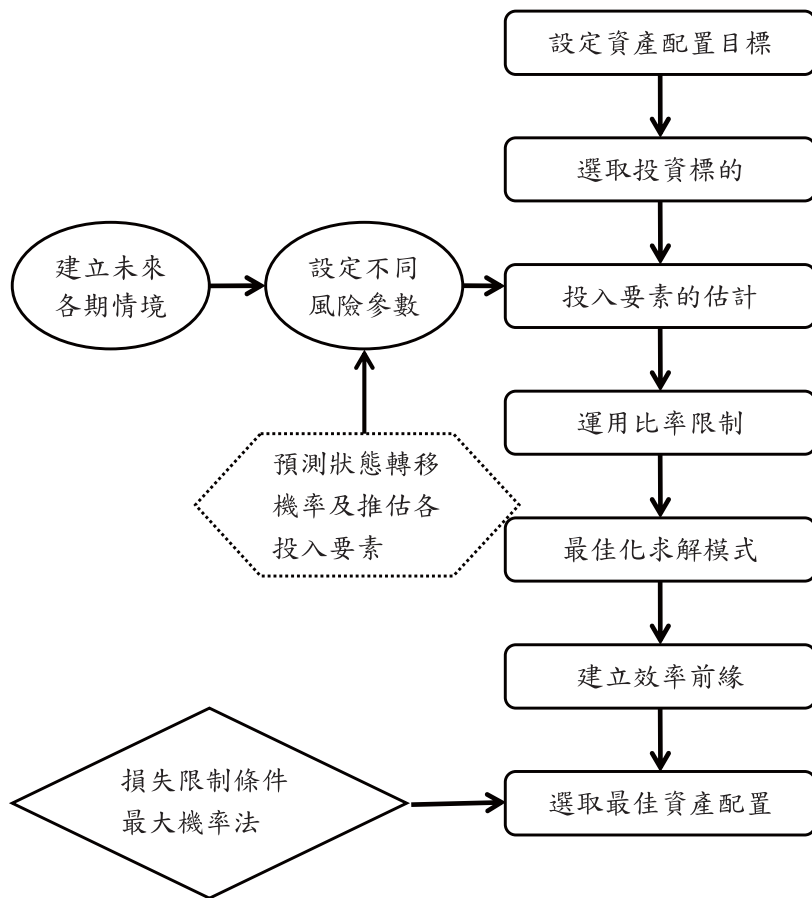 設定資產配置目標
選取投資標的
建立未來
各期情境
設定不同
風險參數
投入要素的估計
運用比率限制
預測狀態轉移
機率及推估各
投入要素
最佳化求解模式
建立效率前緣
損失限制條件
最大機率法
選取最佳資產配置